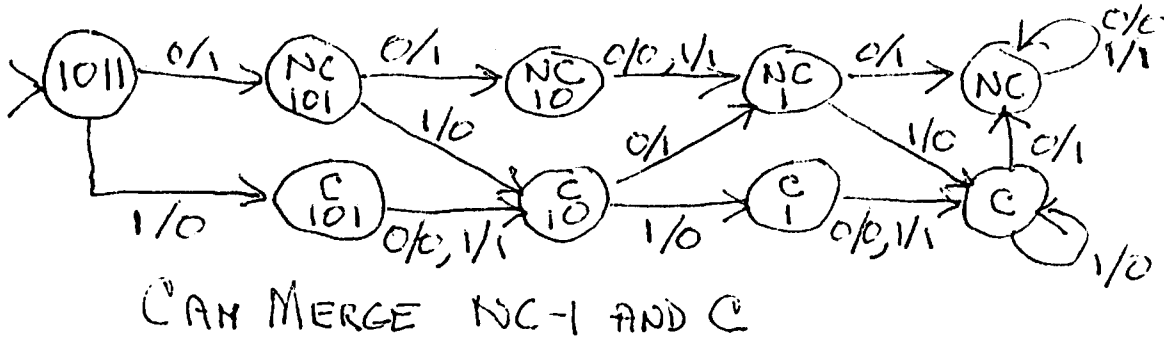 0/0
1011 0/1 NC 101 0/1 NC 10 0/0,1/1 NC 1 0/1 NC 1/1
1/0 0/1 1/0 0/1
1/0 C 101 0/0,1/1 C 10 1/0 C 1 0/0,1/1 C 1/0
CAN MERGE NC-1 AND C